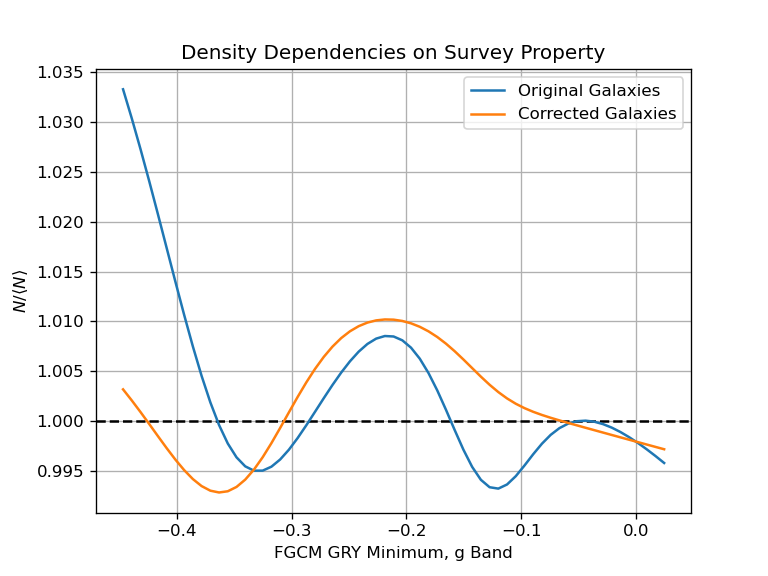 Density Dependencies on Survey Property
Original Galaxies
Corrected Galaxies
1.035
1.030
1.025
1.020
1.015
1.010
1.005
1.000
0.995
N/⟨N⟩
−0.4 −0.3 −0.2 −0.1 0.0
FGCM GRY Minimum, g Band